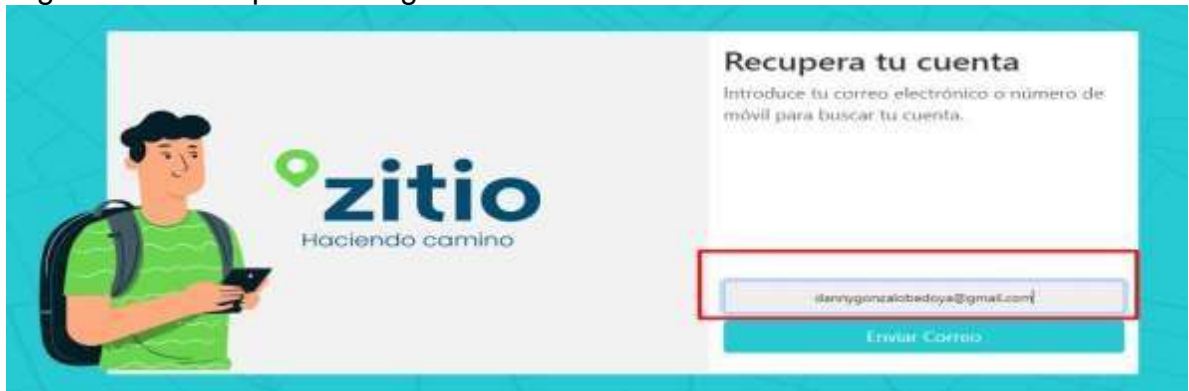 Recupera tu cuenta
Introduce tu correo electrónico o número de
móvil para buscar tu cuenta.
zitio
Haciendo camino
dannygonzalobedoya@gmail.com
Enviar Correo